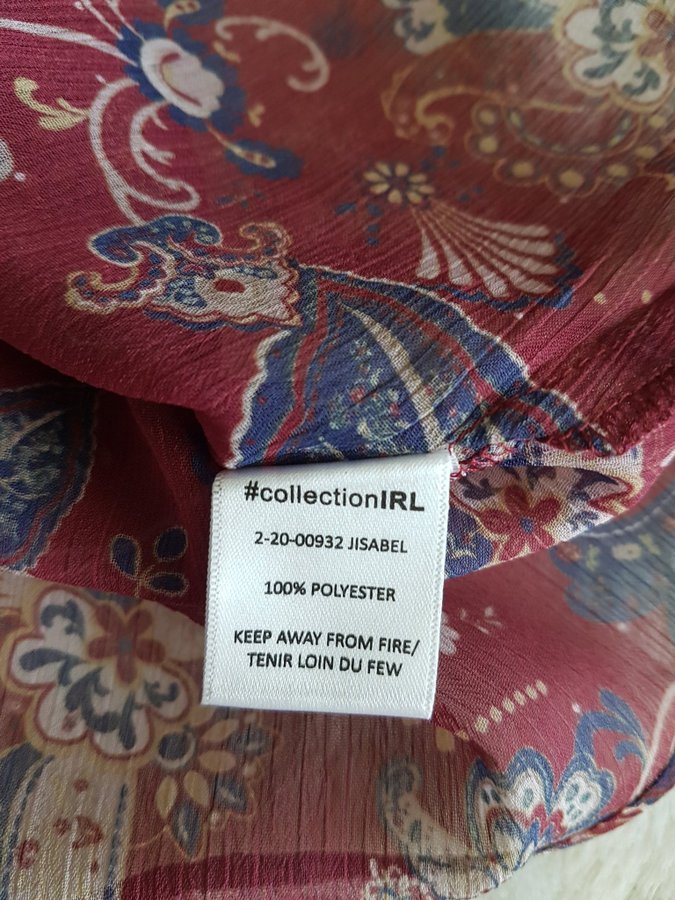 #collectionIRL
2-20-00932 JISABEL
100% POLYESTER
KEEP AWAY FROM FIRE/
TENIR LOIN DU FEW